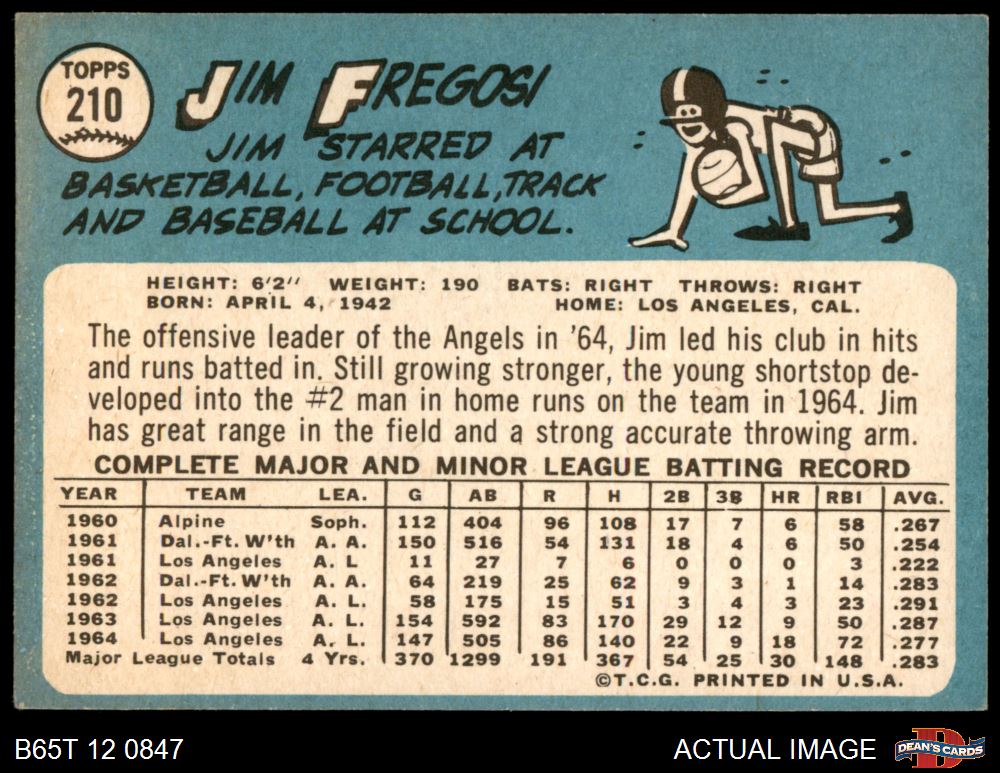 TOPPS
210
JIM FREGOSI
JIM STARRED AT
BASKETBALL, FOOTBALL, TRACK
AND BASEBALL AT SCHOOL.
HEIGHT: 6'2" WEIGHT: 190 BATS: RIGHT THROWS: RIGHT
BORN: APRIL 4, 1942 HOME: LOS ANGELES, CAL.
The offensive leader of the Angels in '64, Jim led his club in hits
and runs batted in. Still growing stronger, the young shortstop de-
veloped into the #2 man in home runs on the team in 1964. Jim
has great range in the field and a strong accurate throwing arm.
COMPLETE MAJOR AND MINOR LEAGUE BATTING RECORD
YEAR TEAM LEA. G AB R H 2B 3B HR RBI AVG.
1960 Alpine Soph. 112 404 96 108 17 7 6 58 .267
1961 Dal.-Ft. W'th A. A. 150 516 54 131 18 4 6 50 .254
1961 Los Angeles A. L 11 27 7 6 0 0 0 3 .222
1962 Dal.-Ft. W'th A. A. 64 219 25 62 9 3 1 14 .283
1962 Los Angeles A. L. 58 175 15 51 3 4 3 23 .291
1963 Los Angeles A. L. 154 592 83 170 29 12 9 50 .287
1964 Los Angeles A. L. 147 505 86 140 22 9 18 72 .277
Major League Totals 4 Yrs. 370 1299 191 367 54 25 30 148 .283
©T.C.G. PRINTED IN U.S.A.
B65T 12 0847 ACTUAL IMAGE
D
DEAN'S CARDS